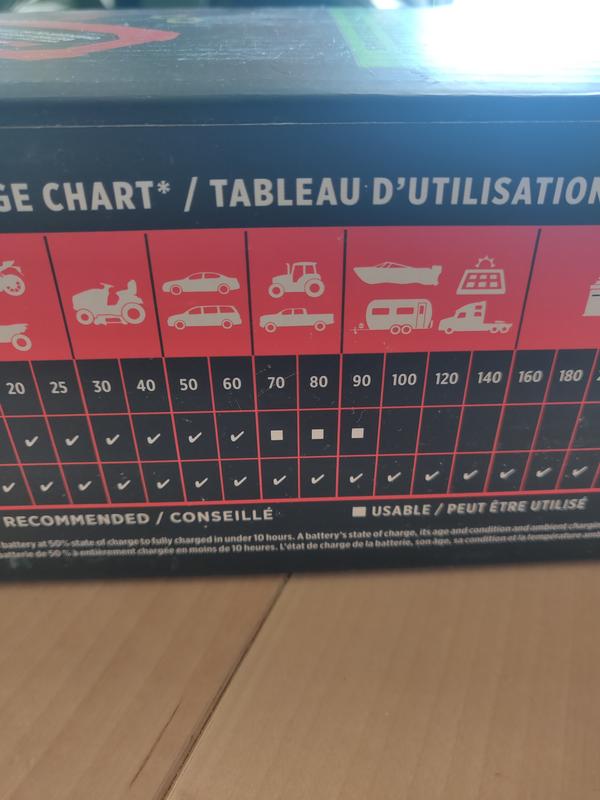 GE CHART* / TABLEAU D'UTILISATION
20 25 30 40 50 60 70 80 90 100 120 140 160 180
✓ ✓ ✓ ✓ ✓ ✓ ■ ■ ■
✓ ✓ ✓ ✓ ✓ ✓ ✓ ✓ ✓ ✓ ✓ ✓ ✓ ✓ ✓
RECOMMENDED / CONSEILLÉ ■ USABLE / PEUT ÊTRE UTILISÉ
battery at 50% state of charge to fully charged in under 10 hours. A battery's state of charge, its age and condition and ambient charging
batterie de 50 % à entièrement chargée en moins de 10 heures. L'état de charge de la batterie, son âge, sa condition et la température